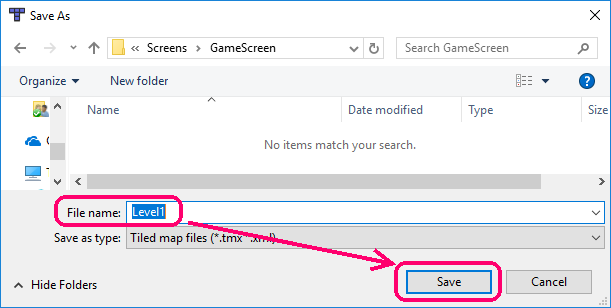 Save As
« Screens > GameScreen
Search GameScreen
Organize New folder
?
Name Date modified Type Size
No items match your search.
File name: Level1
Save as type: Tiled map files (*.tmx *.xml)
Hide Folders Save Cancel